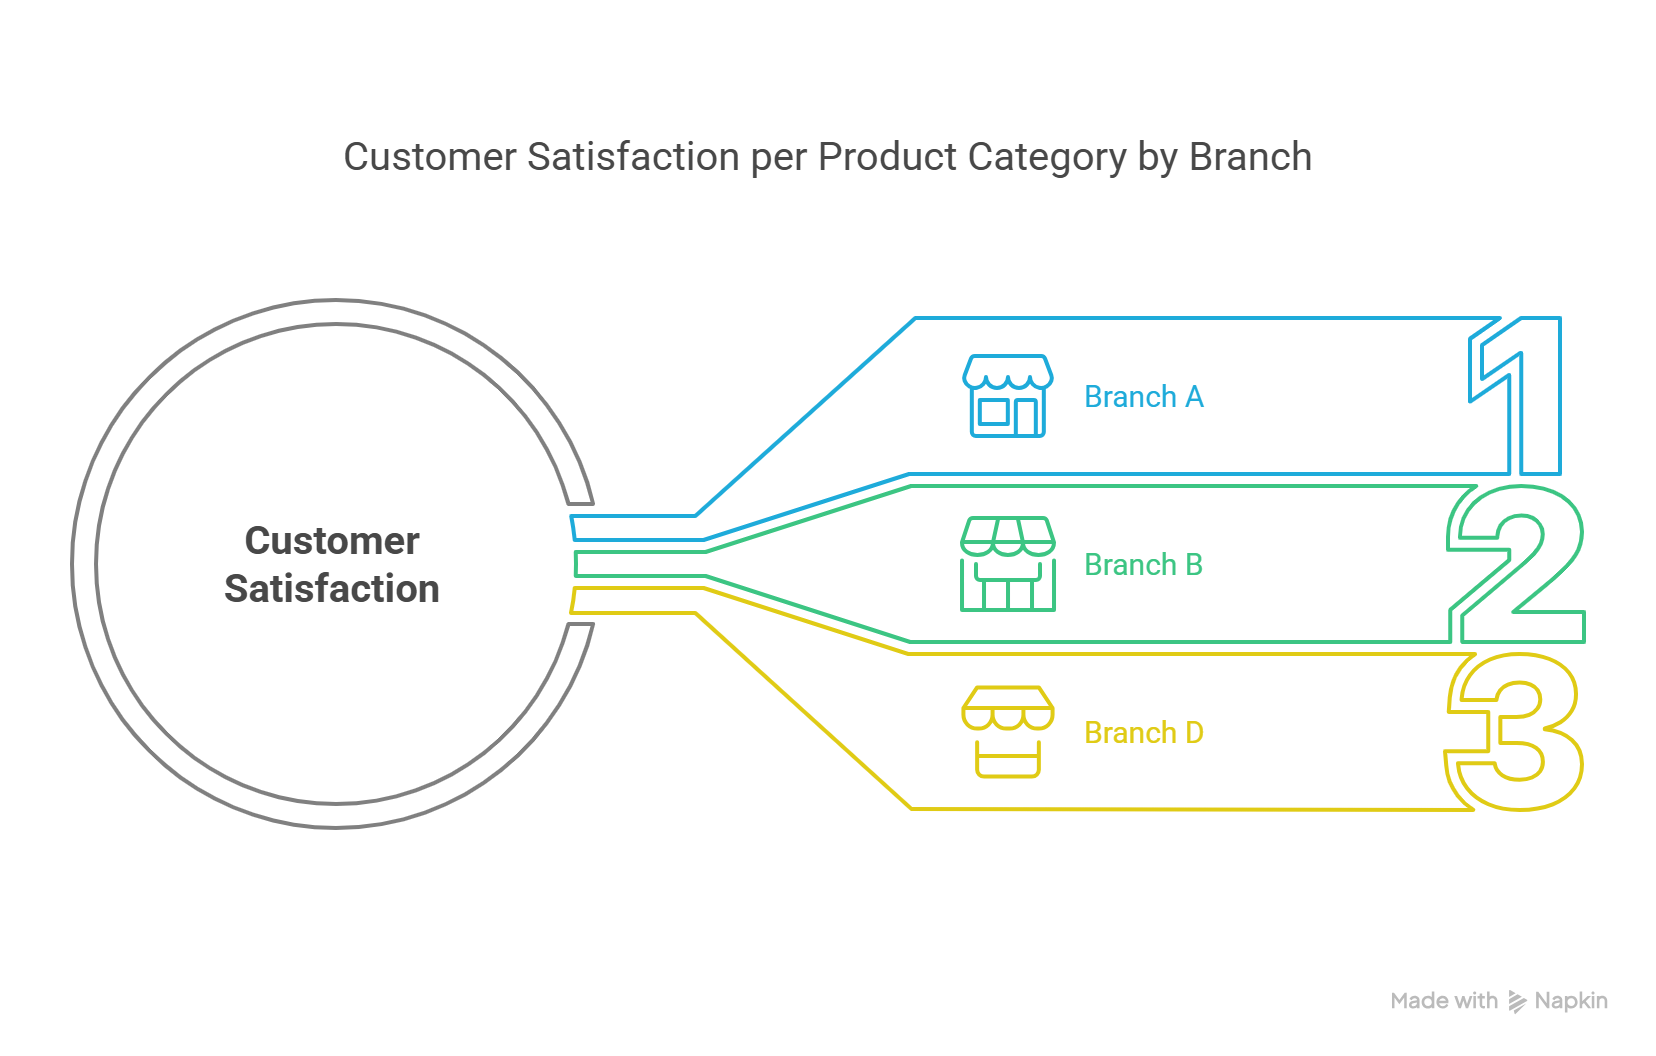 Customer Satisfaction per Product Category by Branch
Customer
Satisfaction
Branch A
1
Branch B
2
Branch D
3
Made with Napkin